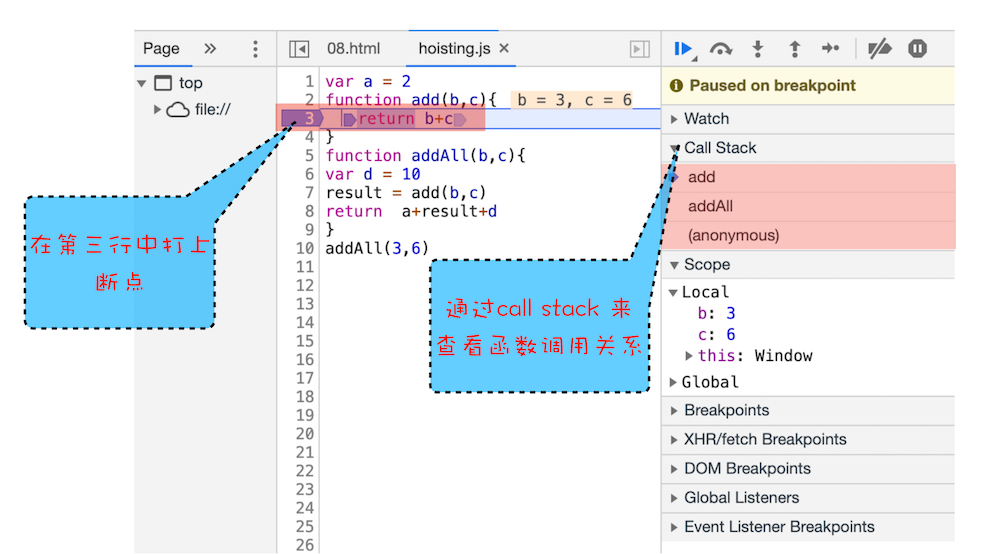 Page
08.html
hoisting.js ×
top
file://
1 var a = 2
2 function add(b,c){ b = 3, c = 6
3 return b+c
4 }
5 function addAll(b,c){
6 var d = 10
7 result = add(b,c)
8 return  a+result+d
9 }
10 addAll(3,6)
11
12
13
14
15
16
17
18
19
20
21
22
23
24
25
26
在第三行中打上
断点
通过call stack 来
查看函数调用关系
Paused on breakpoint
Watch
Call Stack
add
addAll
(anonymous)
Scope
Local
b: 3
c: 6
this: Window
Global
Breakpoints
XHR/fetch Breakpoints
DOM Breakpoints
Global Listeners
Event Listener Breakpoints